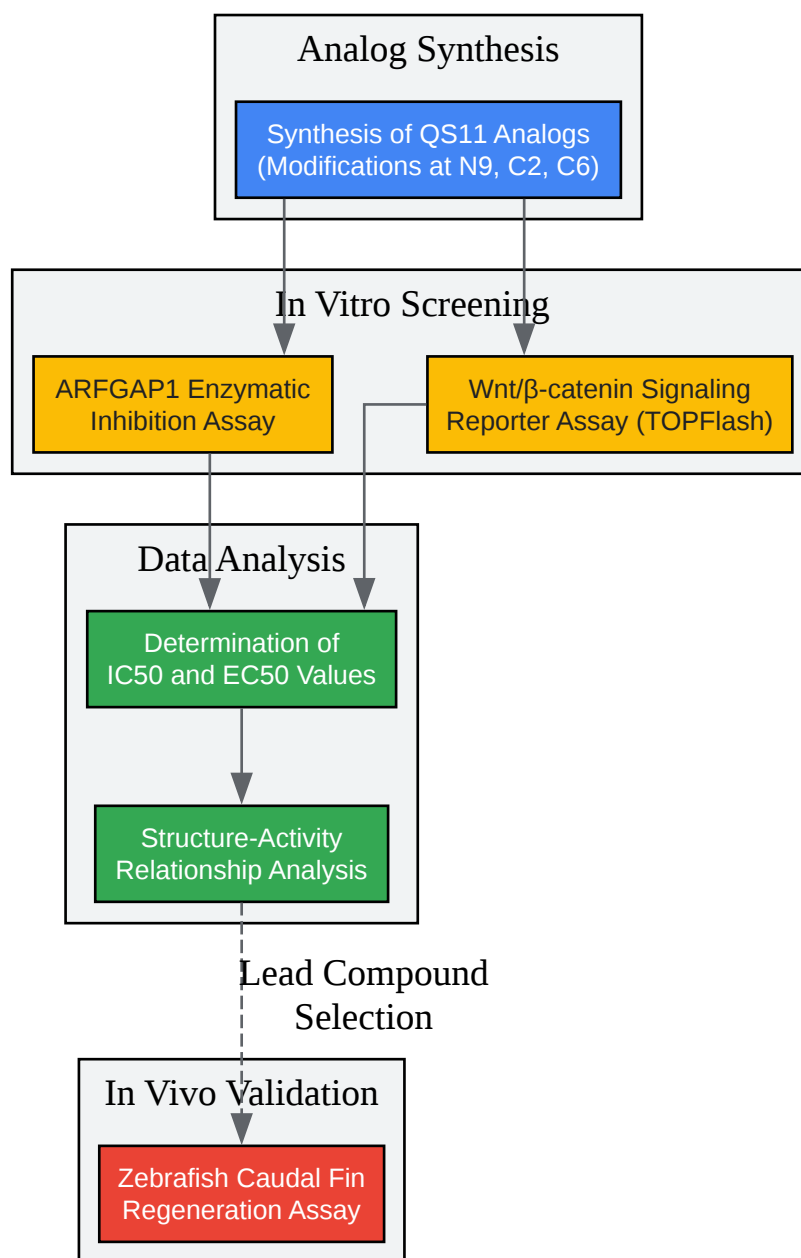 Analog Synthesis
Synthesis of QS11 Analogs
(Modifications at N9, C2, C6)
In Vitro Screening
ARFGAP1 Enzymatic
Inhibition Assay
Wnt/β-catenin Signaling
Reporter Assay (TOPFlash)
Data Analysis
Determination of
IC50 and EC50 Values
Structure-Activity
Relationship Analysis
Lead Compound
Selection
In Vivo Validation
Zebrafish Caudal Fin
Regeneration Assay